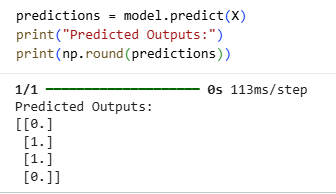 predictions = model.predict(X)
print("Predicted Outputs:")
print(np.round(predictions))
1/1 ━━━━━━━━━━━━━━━━━━━━ 0s 113ms/step
Predicted Outputs:
[[0.]
 [1.]
 [1.]
 [0.]]